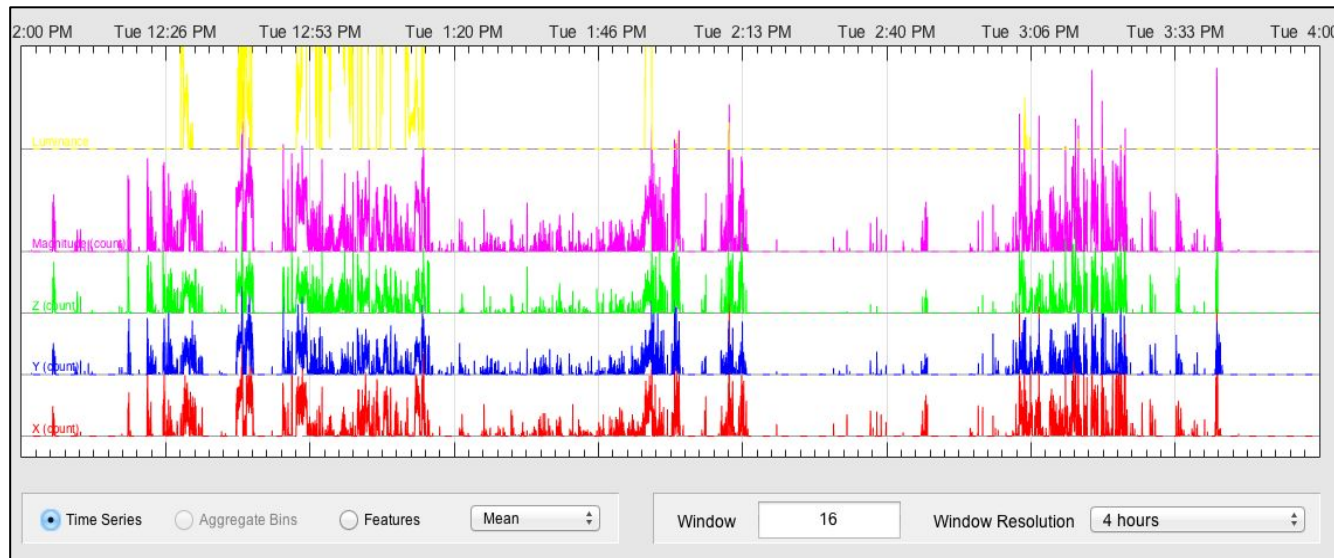 2:00 PM Tue 12:26 PM Tue 12:53 PM Tue 1:20 PM Tue 1:46 PM Tue 2:13 PM Tue 2:40 PM Tue 3:06 PM Tue 3:33 PM Tue 4:00
Luminance
Magnitude (count)
Z (count)
Y (count)
X (count)
Time Series Aggregate Bins Features Mean Window 16 Window Resolution 4 hours